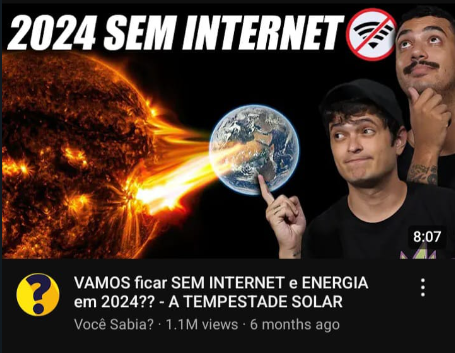 2024 SEM INTERNET
8:07
?
VAMOS ficar SEM INTERNET e ENERGIA
em 2024?? - A TEMPESTADE SOLAR
Você Sabia? · 1.1M views · 6 months ago